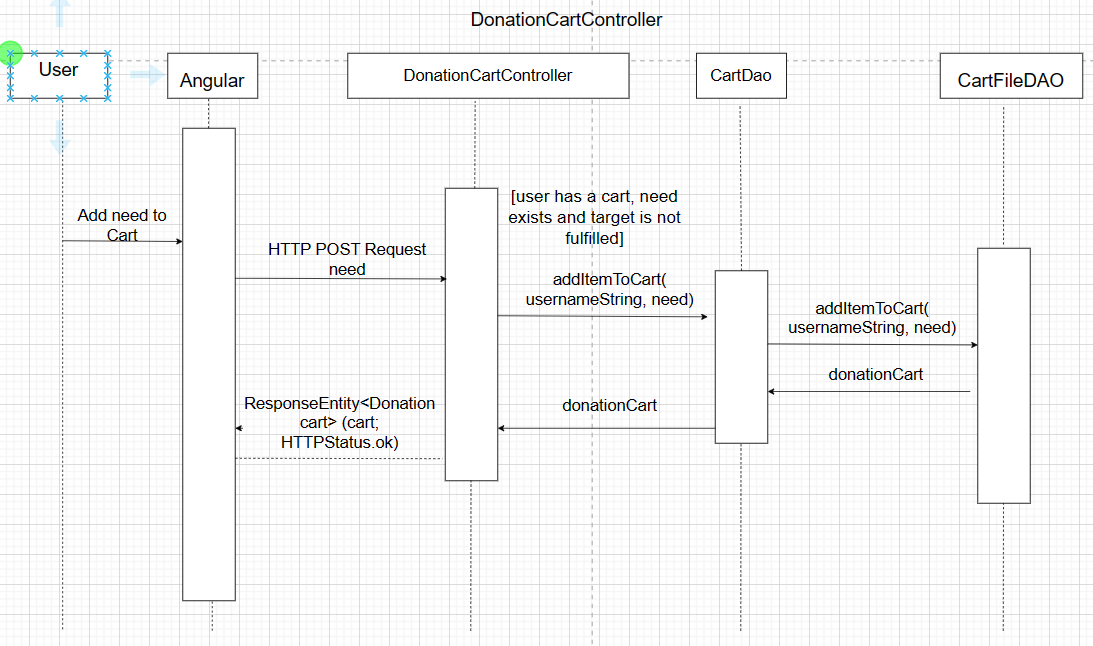 DonationCartController
User
Angular
DonationCartController
CartDao
CartFileDAO
Add need to
Cart
HTTP POST Request
need
[user has a cart, need
exists and target is not
fulfilled]
addItemToCart(
usernameString, need)
addItemToCart(
usernameString, need)
donationCart
donationCart
ResponseEntity<Donation
cart> (cart;
HTTPStatus.ok)